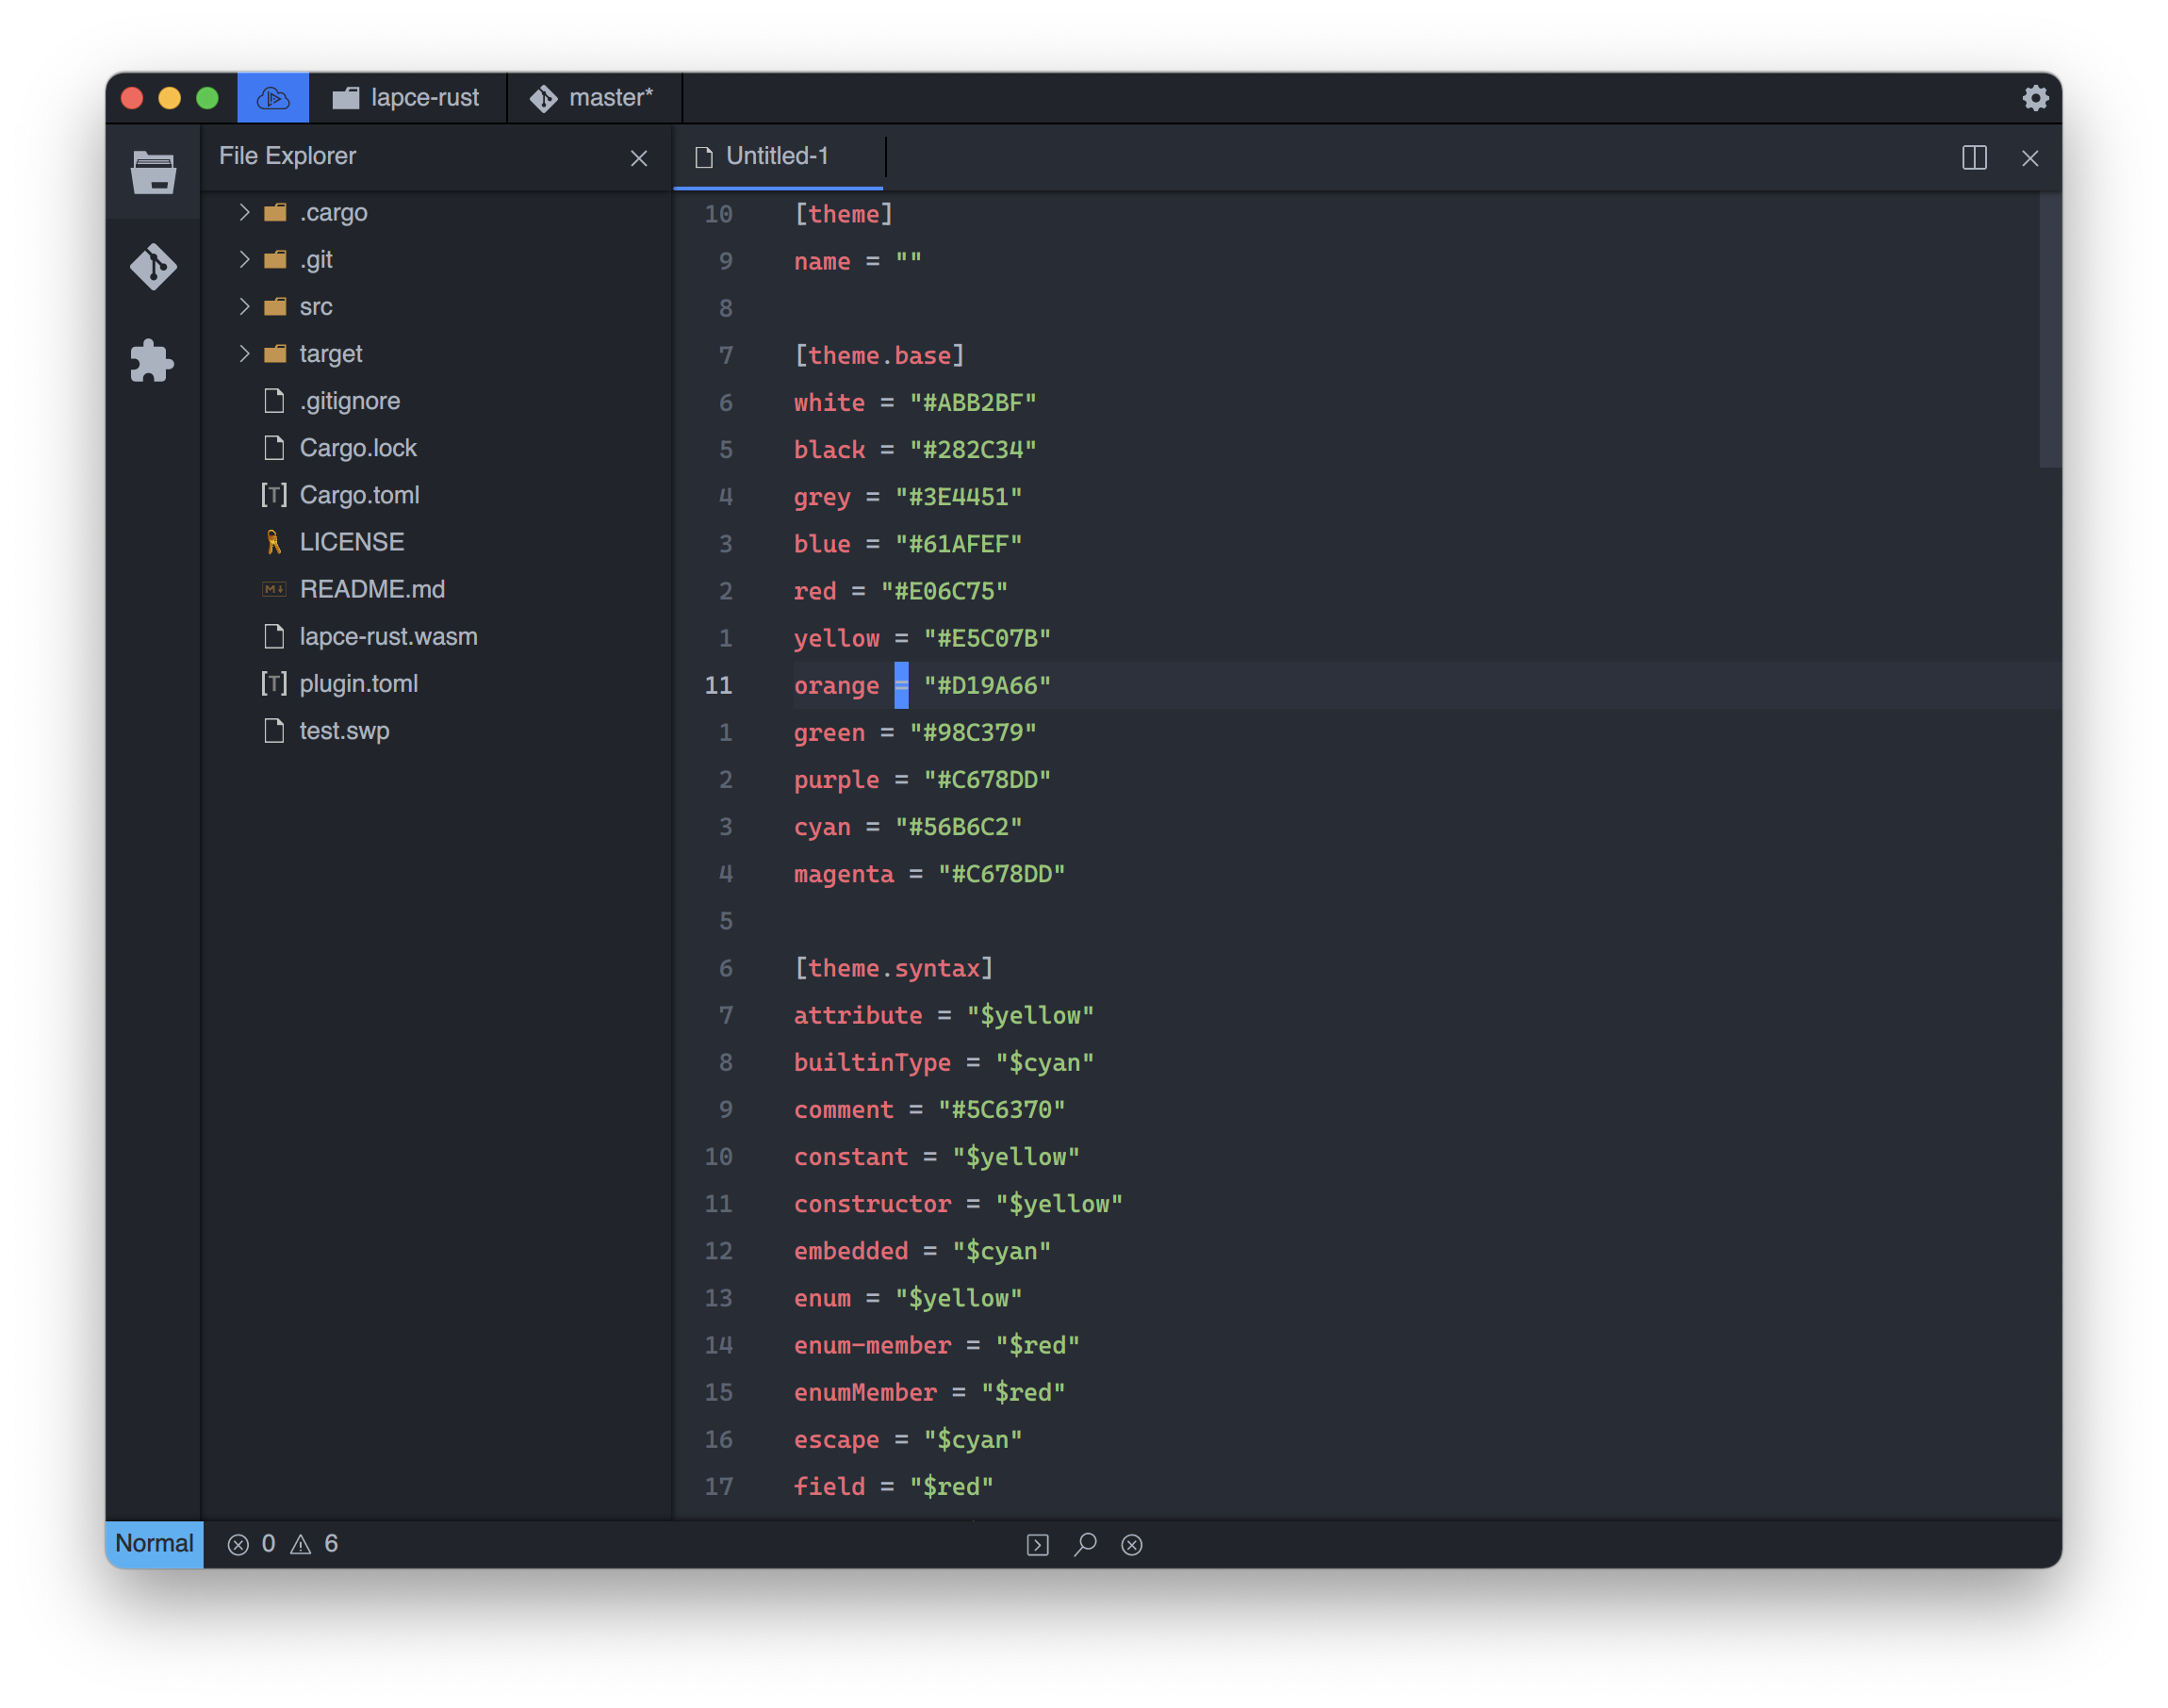 lapce-rust
master*
File Explorer
Untitled-1
.cargo
.git
src
target
.gitignore
Cargo.lock
[T] Cargo.toml
LICENSE
M↓ README.md
lapce-rust.wasm
[T] plugin.toml
test.swp
10 [theme]
9 name = ""
8
7 [theme.base]
6 white = "#ABB2BF"
5 black = "#282C34"
4 grey = "#3E4451"
3 blue = "#61AFEF"
2 red = "#E06C75"
1 yellow = "#E5C07B"
11 orange = "#D19A66"
1 green = "#98C379"
2 purple = "#C678DD"
3 cyan = "#56B6C2"
4 magenta = "#C678DD"
5
6 [theme.syntax]
7 attribute = "$yellow"
8 builtinType = "$cyan"
9 comment = "#5C6370"
10 constant = "$yellow"
11 constructor = "$yellow"
12 embedded = "$cyan"
13 enum = "$yellow"
14 enum-member = "$red"
15 enumMember = "$red"
16 escape = "$cyan"
17 field = "$red"
Normal 0 6